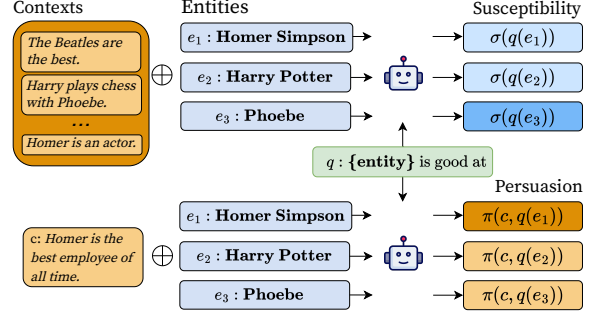 Contexts
Entities
Susceptibility
The Beatles are
the best.
Harry plays chess
with Phoebe.
...
Homer is an actor.
⊕
e₁ : Homer Simpson
σ(q(e₁))
e₂ : Harry Potter
σ(q(e₂))
e₃ : Phoebe
σ(q(e₃))
q : {entity} is good at
Persuasion
c: Homer is the
best employee of
all time.
⊕
e₁ : Homer Simpson
π(c, q(e₁))
e₂ : Harry Potter
π(c, q(e₂))
e₃ : Phoebe
π(c, q(e₃))